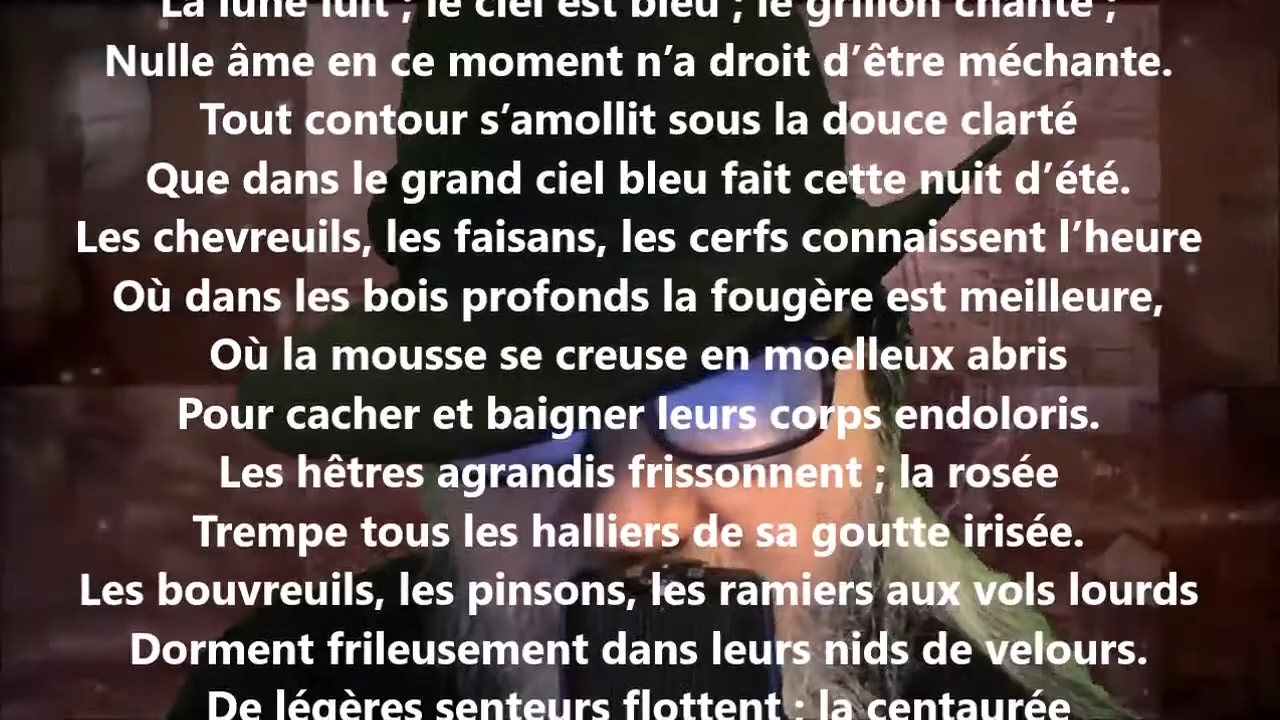 La lune luit ; le ciel est bleu ; le grillon chante ;
Nulle âme en ce moment n’a droit d’être méchante.
Tout contour s’amollit sous la douce clarté
Que dans le grand ciel bleu fait cette nuit d’été.
Les chevreuils, les faisans, les cerfs connaissent l’heure
Où dans les bois profonds la fougère est meilleure,
Où la mousse se creuse en moelleux abris
Pour cacher et baigner leurs corps endoloris.
Les hêtres agrandis frissonnent ; la rosée
Trempe tous les halliers de sa goutte irisée.
Les bouvreuils, les pinsons, les ramiers aux vols lourds
Dorment frileusement dans leurs nids de velours.
De légères senteurs flottent ; la centaurée